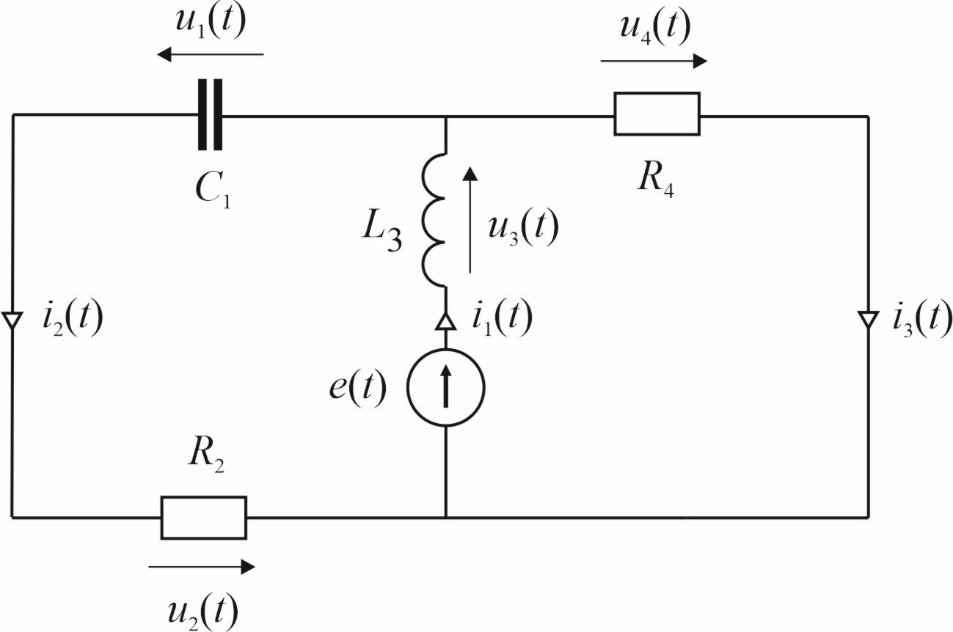 u₁(t)
u₄(t)
C₁
R₄
L₃
u₃(t)
i₂(t)
i₁(t)
i₃(t)
e(t)
R₂
u₂(t)